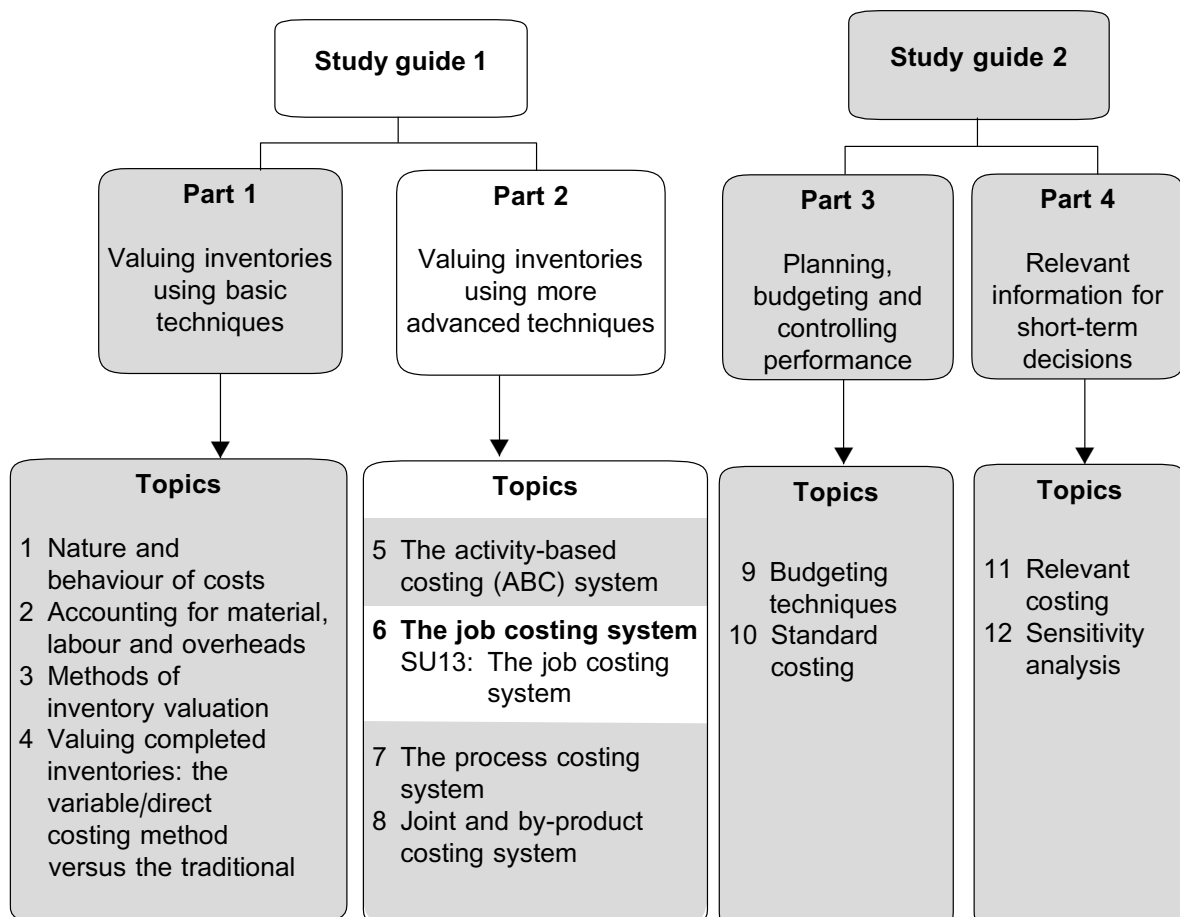 Study guide 1
Study guide 2
Part 1
Valuing inventories
using basic
techniques
Part 2
Valuing inventories
using more
advanced techniques
Part 3
Planning,
budgeting and
controlling
performance
Part 4
Relevant
information for
short-term
decisions
Topics
1 Nature and
behaviour of costs
2 Accounting for material,
labour and overheads
3 Methods of
inventory valuation
4 Valuing completed
inventories: the
variable/direct
costing method
versus the traditional
Topics
5 The activity-based
costing (ABC) system
6 The job costing system
SU13: The job costing
system
7 The process costing
system
8 Joint and by-product
costing system
Topics
9 Budgeting
techniques
10 Standard
costing
Topics
11 Relevant
costing
12 Sensitivity
analysis